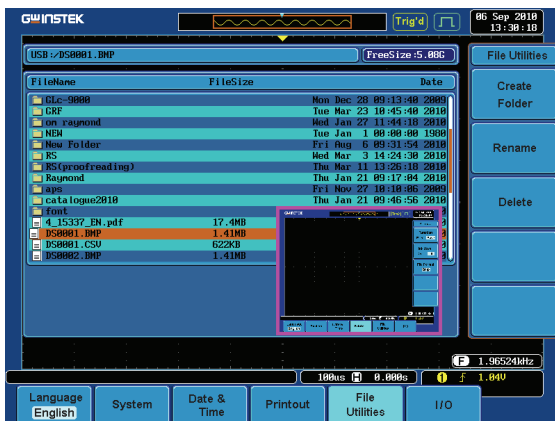 GWINSTEK
Trig'd
06 Sep 2010
13:30:18
USB:/DS0001.BMP
FreeSize:5.08G
File Utilities
FileName FileSize Date
GLc-9000 Mon Dec 28 09:13:40 2009
GRF Tue Mar 23 10:45:40 2010
om raymond Wed Jan 27 11:44:18 2010
NEW Tue Jan 1 00:00:00 1980
New Folder Fri Aug 6 09:31:54 2010
RS Wed Mar 3 14:24:30 2010
RS(proofreading) Thu Mar 11 13:26:18 2010
Raymond Thu Jan 21 09:17:04 2010
aps Fri Nov 27 10:10:06 2009
catalogue2010 Thu Jan 21 09:46:56 2010
font
4_15337_EN.pdf 17.4MB
DS0001.BMP 1.41MB
DS0001.CSV 622KB
DS0002.BMP 1.41MB
Create
Folder
Rename
Delete
F 1.96524kHz
100us H 0.000s
1 1.04V
Language
English
System
Date &
Time
Printout
File
Utilities
I/O